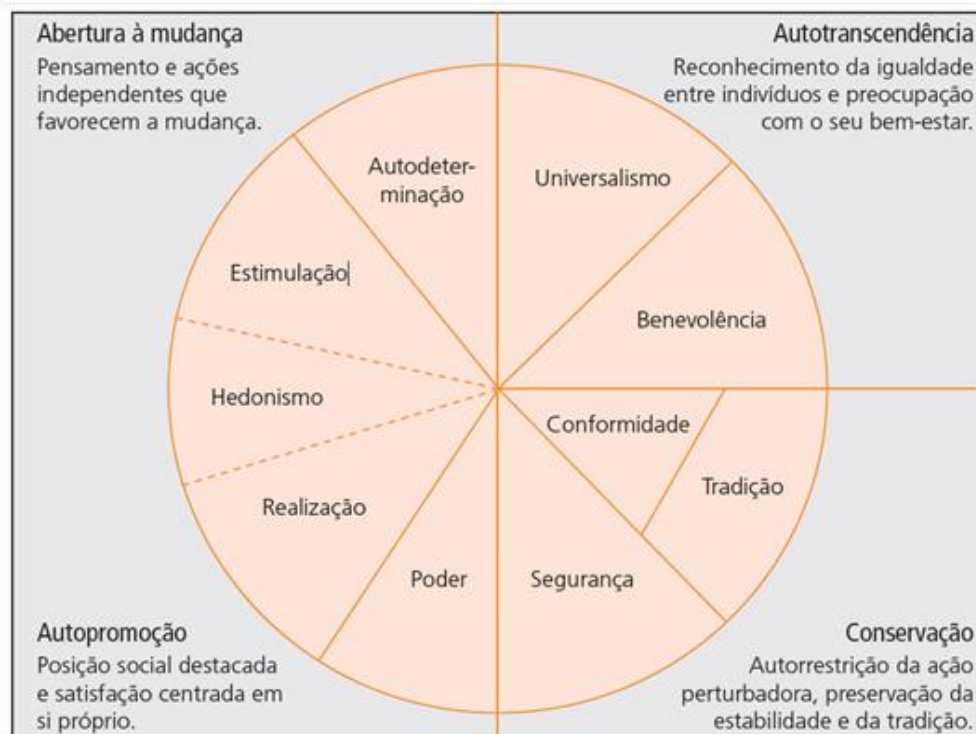 Abertura à mudança
Pensamento e ações
independentes que
favorecem a mudança.
Autotranscendência
Reconhecimento da igualdade
entre indivíduos e preocupação
com o seu bem-estar.
Autodeter-
minação
Universalismo
Estimulação
Benevolência
Hedonismo
Conformidade
Tradição
Realização
Poder
Segurança
Autopromoção
Posição social destacada
e satisfação centrada em
si próprio.
Conservação
Autorrestrição da ação
perturbadora, preservação da
estabilidade e da tradição.